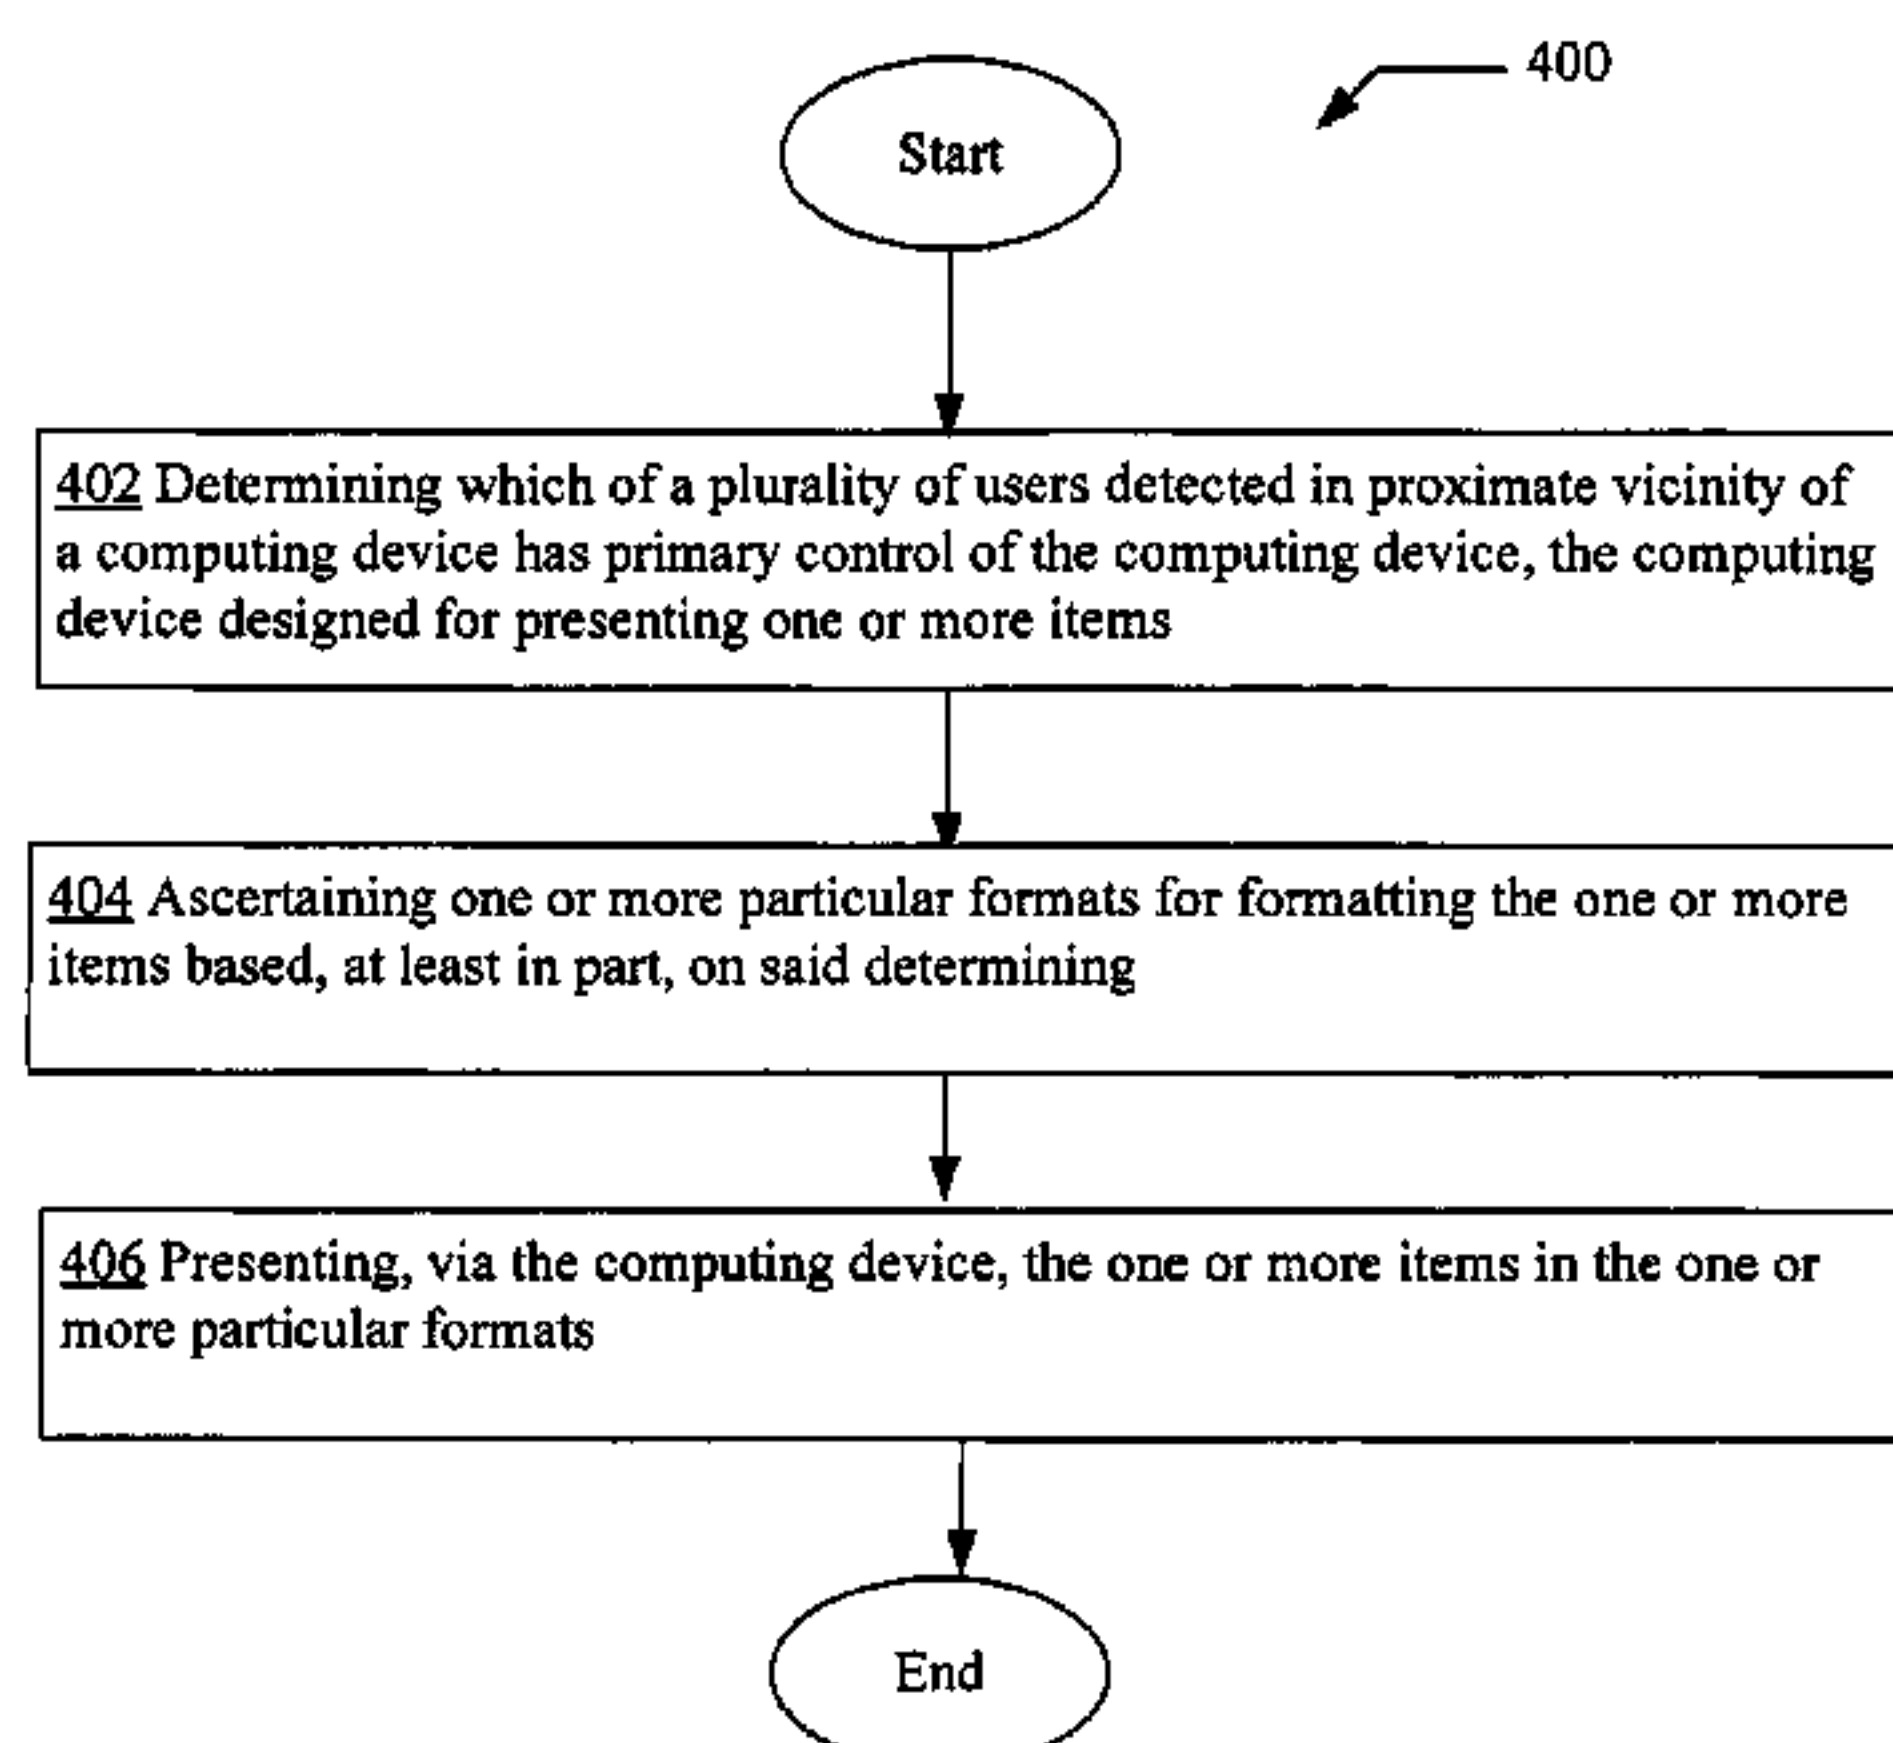 400
Start
402 Determining which of a plurality of users detected in proximate vicinity of
a computing device has primary control of the computing device, the computing
device designed for presenting one or more items
404 Ascertaining one or more particular formats for formatting the one or more
items based, at least in part, on said determining
406 Presenting, via the computing device, the one or more items in the one or
more particular formats
End